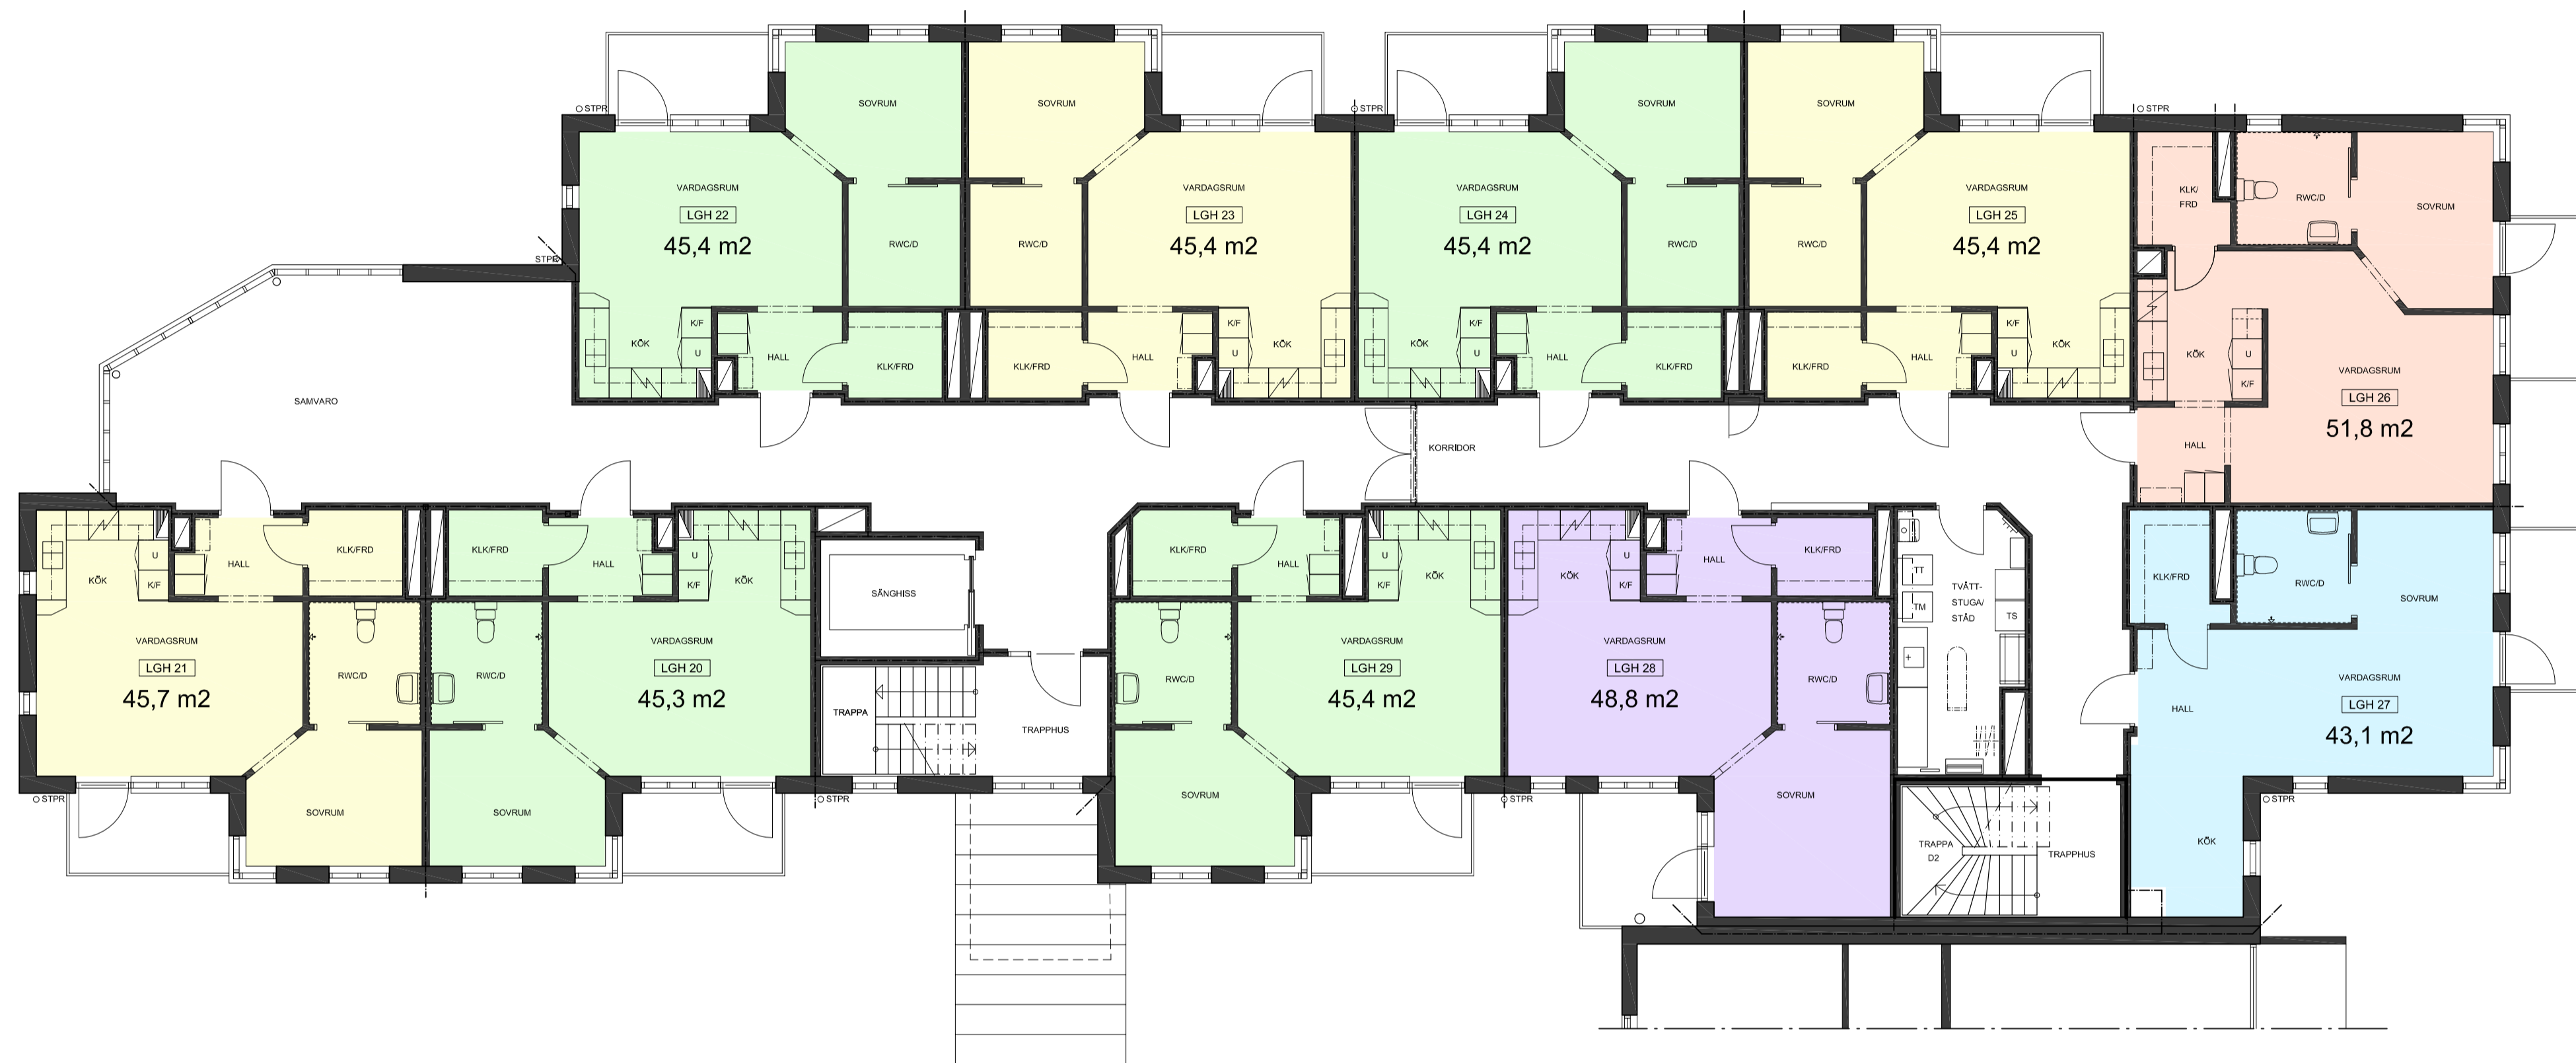 SOVRUM
SOVRUM
SOVRUM
SOVRUM
STPR
STPR
STPR
VARDAGSRUM
LGH 22
45,4 m2
RWC/D
RWC/D
VARDAGSRUM
LGH 23
45,4 m2
VARDAGSRUM
LGH 24
45,4 m2
RWC/D
RWC/D
VARDAGSRUM
LGH 25
45,4 m2
KLK/
FRD
RWC/D
SOVRUM
STPR
KÖK
K/F
U
HALL
KLK/FRD
KLK/FRD
HALL
K/F
U
KÖK
KÖK
K/F
U
HALL
KLK/FRD
KLK/FRD
HALL
K/F
U
KÖK
KÖK
U
K/F
VARDAGSRUM
LGH 26
51,8 m2
HALL
SAMVARO
KORRIDOR
KÖK
U
K/F
HALL
KLK/FRD
KLK/FRD
HALL
U
K/F
KÖK
SÄNGHISS
KLK/FRD
HALL
U
K/F
KÖK
KÖK
U
K/F
HALL
KLK/FRD
TT
TM
TVÄTT-
STUGA/
STÄD
TS
KLK/FRD
RWC/D
SOVRUM
VARDAGSRUM
LGH 21
45,7 m2
RWC/D
RWC/D
VARDAGSRUM
LGH 20
45,3 m2
TRAPPA
TRAPPHUS
RWC/D
VARDAGSRUM
LGH 29
45,4 m2
VARDAGSRUM
LGH 28
48,8 m2
RWC/D
HALL
VARDAGSRUM
LGH 27
43,1 m2
STPR
SOVRUM
SOVRUM
STPR
SOVRUM
STPR
SOVRUM
STPR
TRAPPA
D2
TRAPPHUS
KÖK